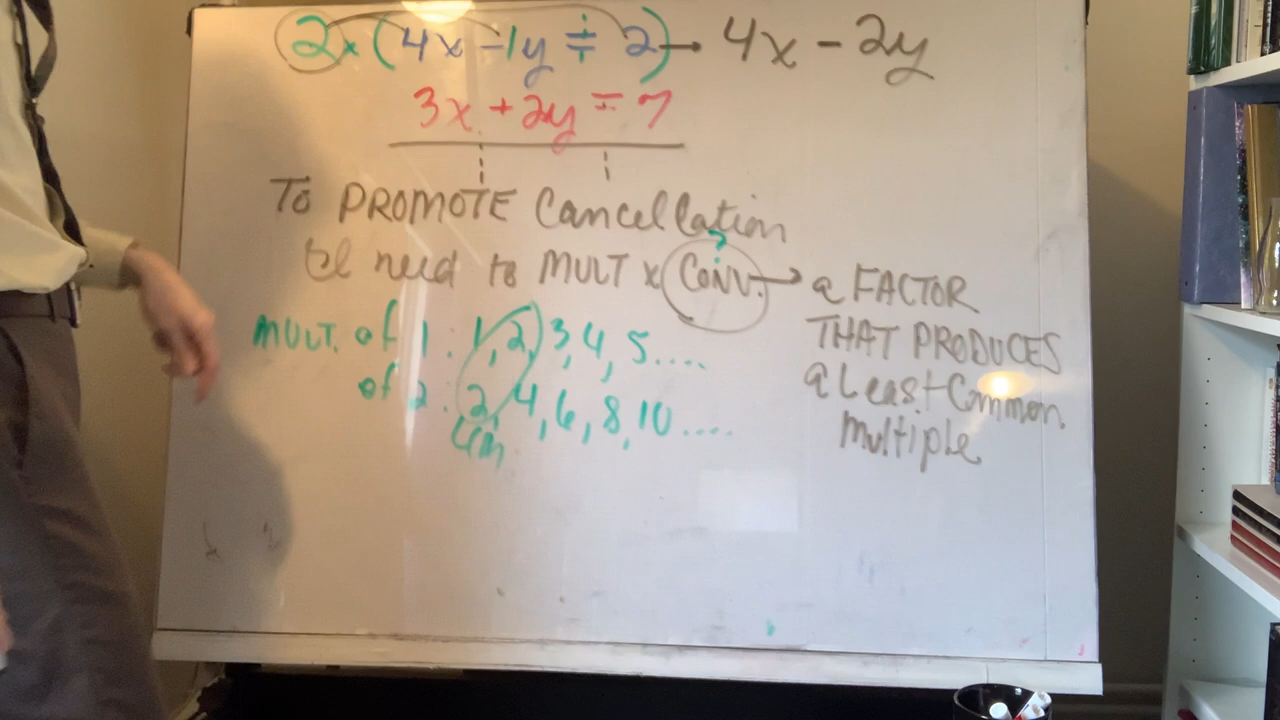 2x(4x - 1y = 2) → 4x - 2y
3x + 2y = 7
To PROMOTE Cancellation
I need to MULT x CONV. → a FACTOR
THAT PRODUCES
a Least Common
Multiple
?
MULT. of 1 : 1, 2, 3, 4, 5....
of 2 : 2, 4, 6, 8, 10....
LCM